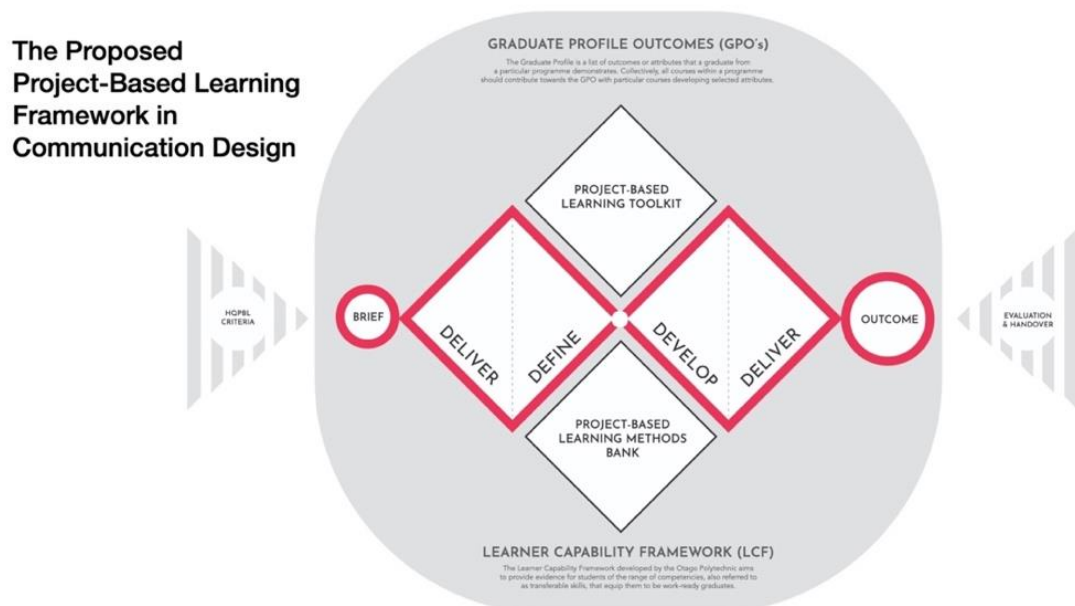 The Proposed
Project-Based Learning
Framework in
Communication Design
GRADUATE PROFILE OUTCOMES (GPO's)
The Graduate Profile is a list of outcomes or attributes that a graduate from
a particular programme demonstrates. Collectively, all courses within a programme
should contribute towards the GPO with particular courses developing selected attributes.
PROJECT-BASED
LEARNING TOOLKIT
HQPBL
CRITERIA
BRIEF
DELIVER
DEFINE
DEVELOP
DELIVER
OUTCOME
EVALUATION
& HANDOVER
PROJECT-BASED
LEARNING METHODS
BANK
LEARNER CAPABILITY FRAMEWORK (LCF)
The Learner Capability Framework developed by the Otago Polytechnic aims
to provide evidence for students of the range of competencies, also referred to
as transferable skills, that equip them to be work-ready graduates.